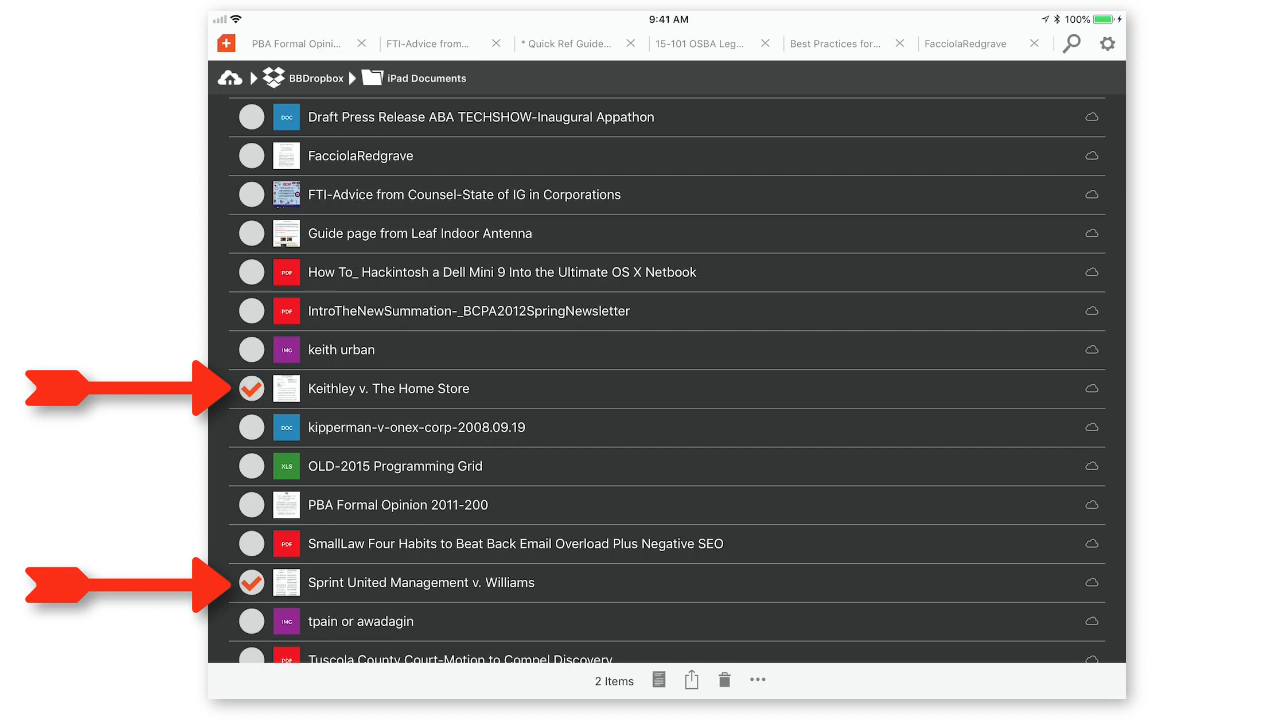 9:41 AM
100%
PBA Formal Opini...
FTI-Advice from...
* Quick Ref Guide...
15-101 OSBA Leg...
Best Practices for...
FacciolaRedgrave
BBDropbox
iPad Documents
DOC Draft Press Release ABA TECHSHOW-Inaugural Appathon
FacciolaRedgrave
FTI-Advice from Counsel-State of IG in Corporations
Guide page from Leaf Indoor Antenna
PDF How To_ Hackintosh a Dell Mini 9 Into the Ultimate OS X Netbook
PDF IntroTheNewSummation-_BCPA2012SpringNewsletter
IMG keith urban
Keithley v. The Home Store
DOC kipperman-v-onex-corp-2008.09.19
XLS OLD-2015 Programming Grid
PBA Formal Opinion 2011-200
PDF SmallLaw Four Habits to Beat Back Email Overload Plus Negative SEO
Sprint United Management v. Williams
IMG tpain or awadagin
PDF Tuscola County Court-Motion to Compel Discovery
2 Items